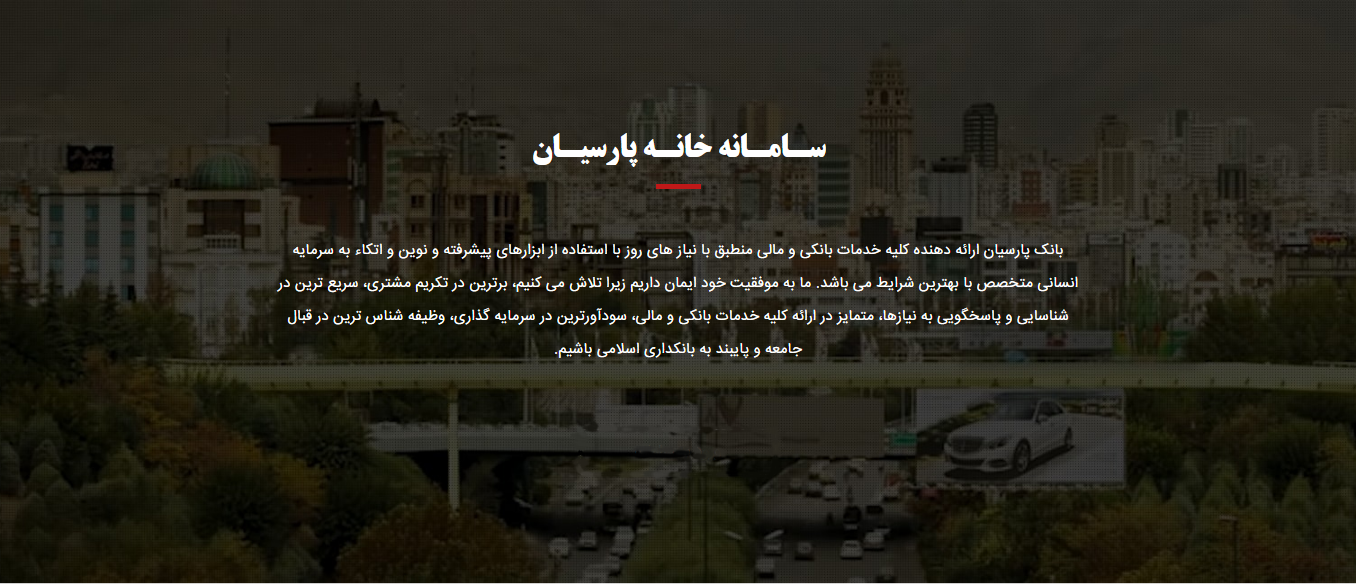 ســامــانه خانــه پارسیــان
بانک پارسیان ارائه دهنده کلیه خدمات بانکی و مالی منطبق با نیاز های روز با استفاده از ابزارهای پیشرفته و نوین و اتکاء به سرمایه
انسانی متخصص با بهترین شرایط می باشد. ما به موفقیت خود ایمان داریم زیرا تلاش می کنیم، برترین در تکریم مشتری، سریع ترین در
شناسایی و پاسخگویی به نیازها، متمایز در ارائه کلیه خدمات بانکی و مالی، سودآورترین در سرمایه گذاری، وظیفه شناس ترین در قبال
جامعه و پایبند به بانکداری اسلامی باشیم.